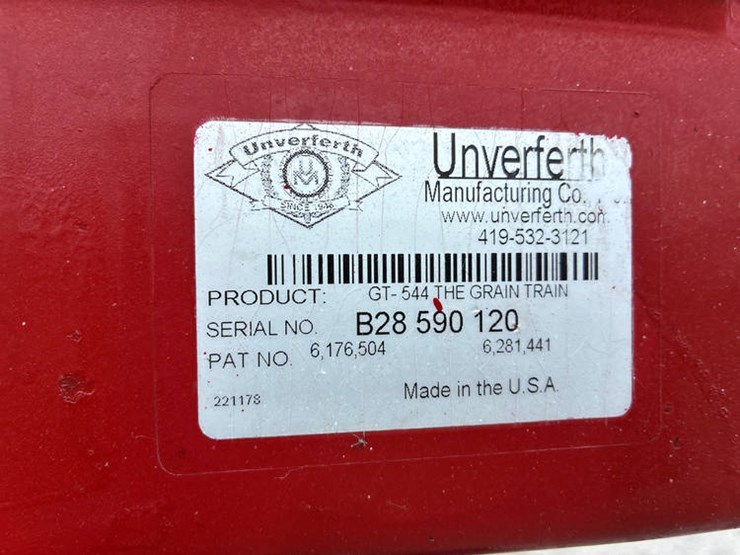 Unverferth
UM
SINCE 1948
Unverferth
Manufacturing Co.,
www.unverferth.com
419-532-3121
PRODUCT: GT-544 THE GRAIN TRAIN
SERIAL NO. B28 590 120
PAT NO. 6,176,504 6,281,441
221178 Made in the U.S.A.